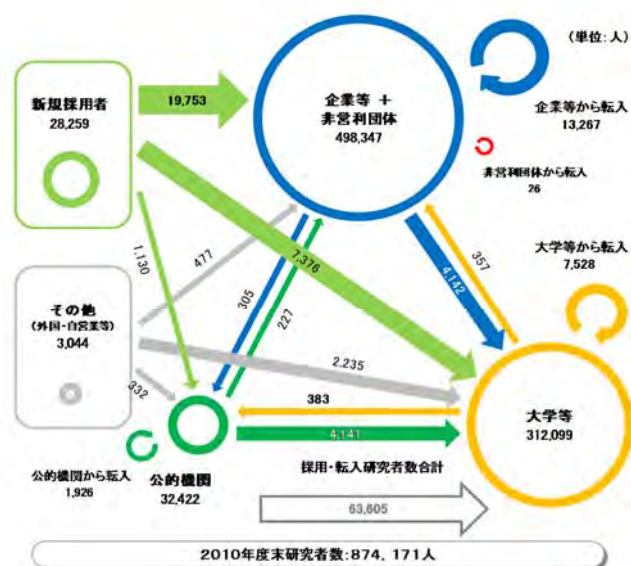 (単位：人)
新規採用者
28,259
19,753
企業等 +
非営利団体
498,347
企業等から転入
13,267
非営利団体から転入
26
大学等から転入
7,528
1,130
477
7,376
305
227
4,142
357
その他
(外国・自営業等)
3,044
332
2,235
383
4,141
大学等
312,099
公的機関から転入
1,926
公的機関
32,422
採用・転入研究者数合計
63,605
2010年度末研究者数：874,171人